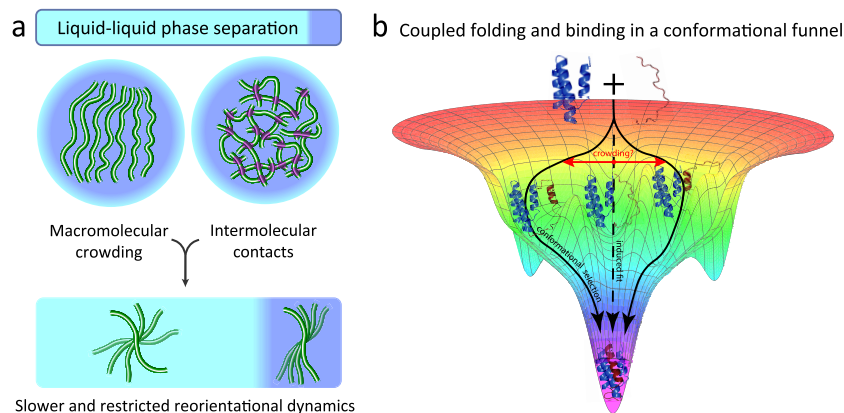 a
Liquid-liquid phase separation
Macromolecular
crowding
Intermolecular
contacts
Slower and restricted reorientational dynamics
b
Coupled folding and binding in a conformational funnel
+
crowding?
conformational selection
induced fit